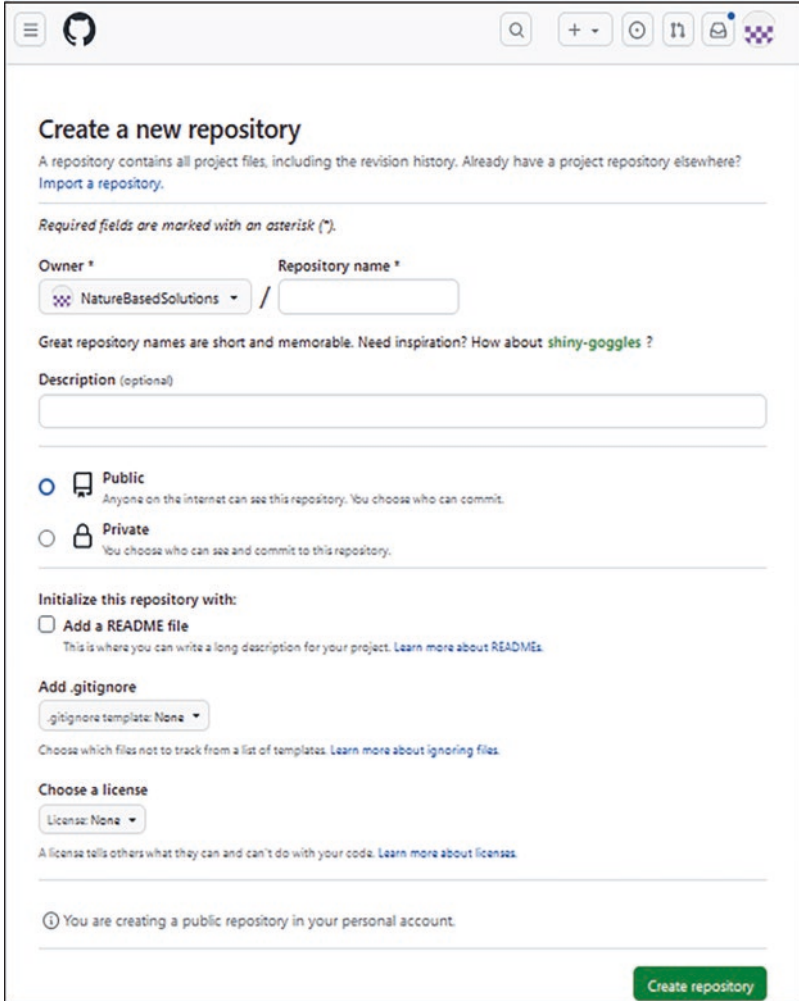 Create a new repository
A repository contains all project files, including the revision history. Already have a project repository elsewhere?
Import a repository.
Required fields are marked with an asterisk (*).
Owner * Repository name *
NatureBasedSolutions /
Great repository names are short and memorable. Need inspiration? How about shiny-goggles ?
Description (optional)
Public
Anyone on the internet can see this repository. You choose who can commit.
Private
You choose who can see and commit to this repository.
Initialize this repository with:
Add a README file
This is where you can write a long description for your project. Learn more about READMEs.
Add .gitignore
.gitignore template: None
Choose which files not to track from a list of templates. Learn more about ignoring files.
Choose a license
License: None
A license tells others what they can and can't do with your code. Learn more about licenses.
You are creating a public repository in your personal account.
Create repository